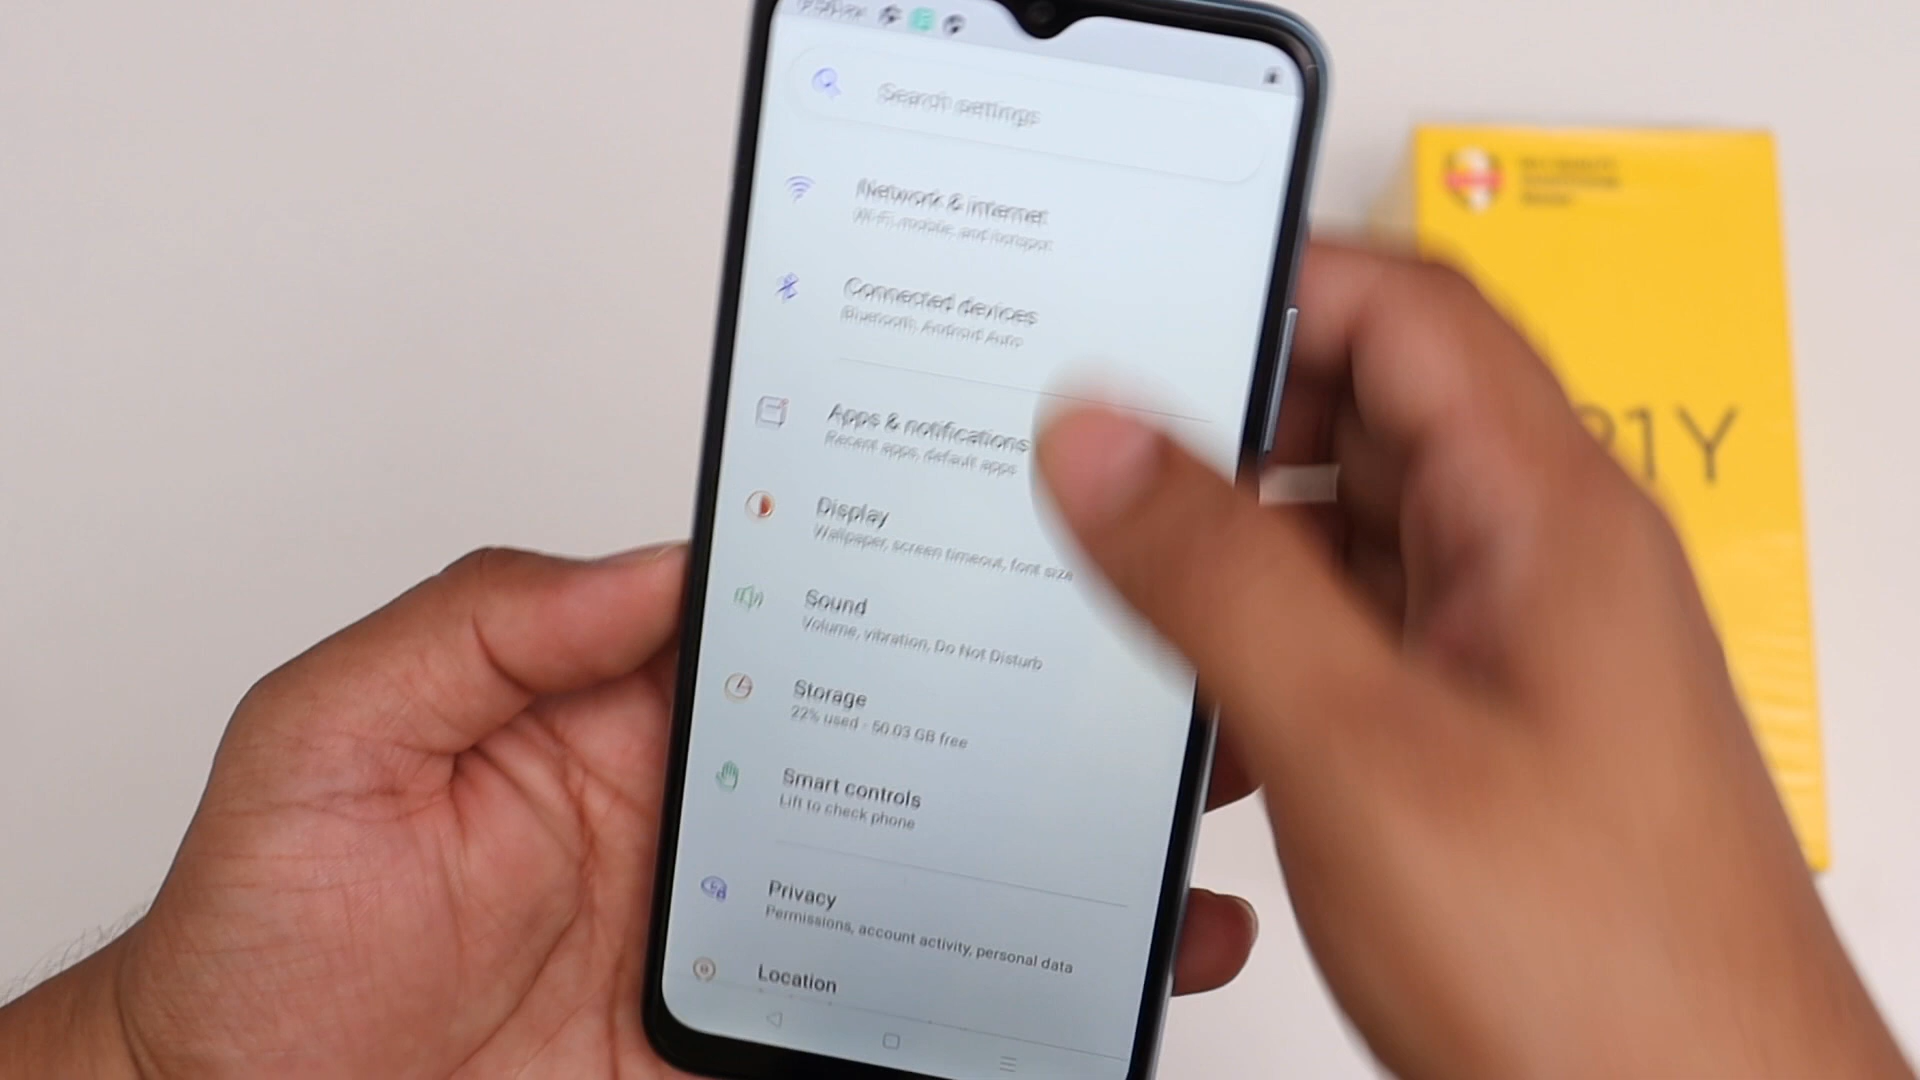 Search settings
Network & internet
Wi-Fi, mobile, and hotspot
Connected devices
Bluetooth, Android Auto
Apps & notifications
Recent apps, default apps
Display
Wallpaper, screen timeout, font size
Sound
Volume, vibration, Do Not Disturb
Storage
22% used - 50.03 GB free
Smart controls
Lift to check phone
Privacy
Permissions, account activity, personal data
Location
1Y